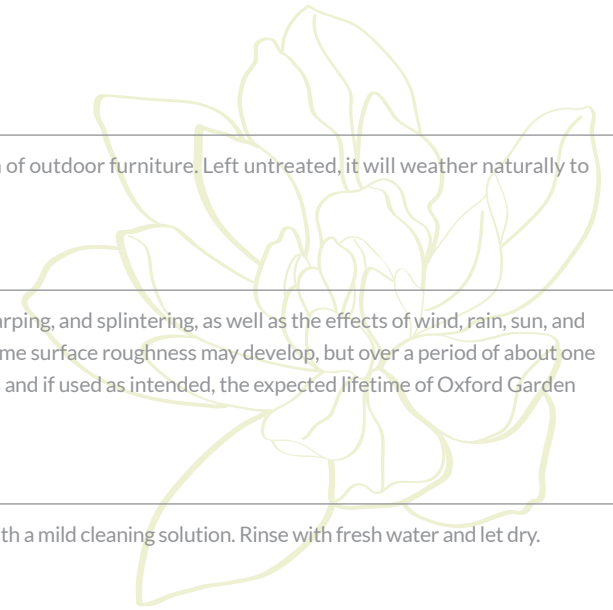 of outdoor furniture. Left untreated, it will weather naturally to
arping, and splintering, as well as the effects of wind, rain, sun, and
me surface roughness may develop, but over a period of about one
and if used as intended, the expected lifetime of Oxford Garden
th a mild cleaning solution. Rinse with fresh water and let dry.